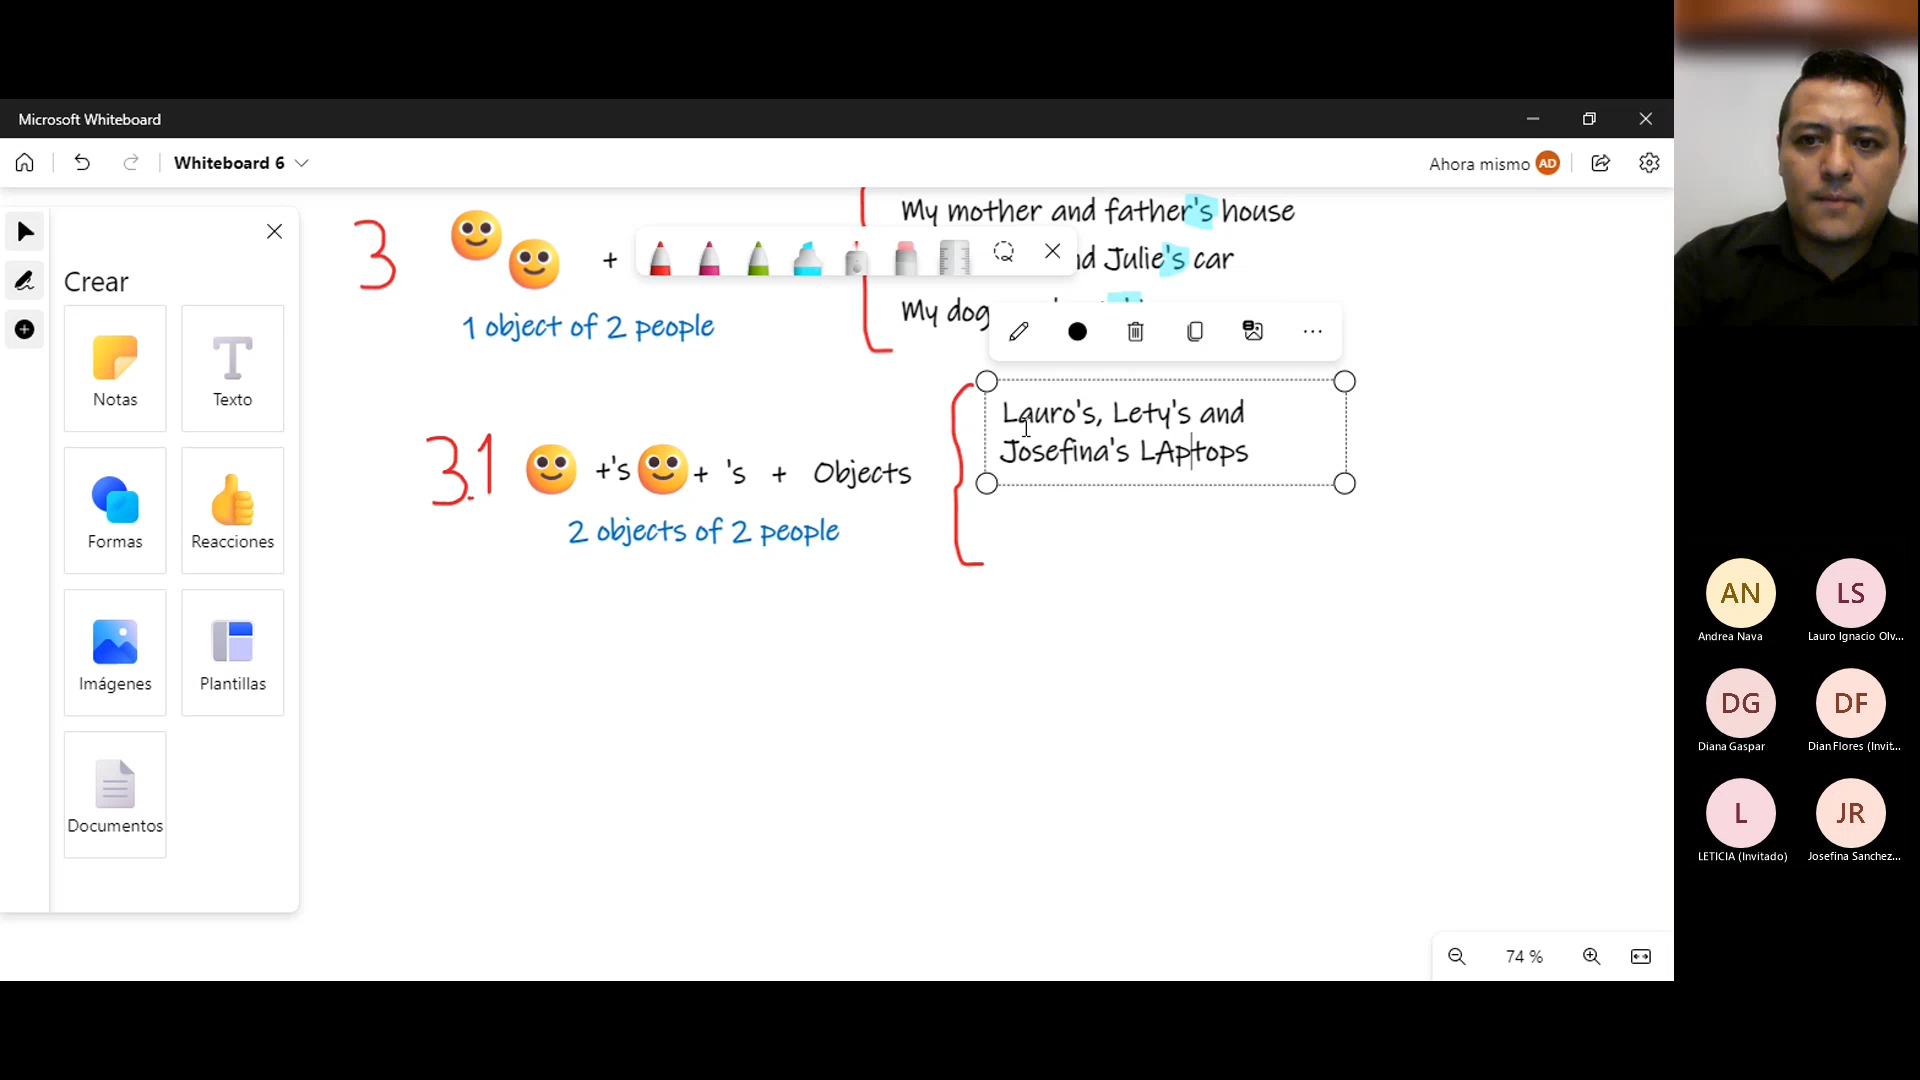 Microsoft Whiteboard
Whiteboard 6
Ahora mismo AD
Crear
Notas Texto
Formas Reacciones
Imágenes Plantillas
Documentos
3
+
1 object of 2 people
My mother and father's house
nd Julie's car
My dog
3.1 +'s + 's + Objects
2 objects of 2 people
Lauro's, Lety's and
Josefina's LAptops
74 %
AN LS
Andrea Nava Lauro Ignacio Olv...
DG DF
Diana Gaspar Dian Flores (Invit...
L JR
LETICIA (Invitado) Josefina Sanchez...